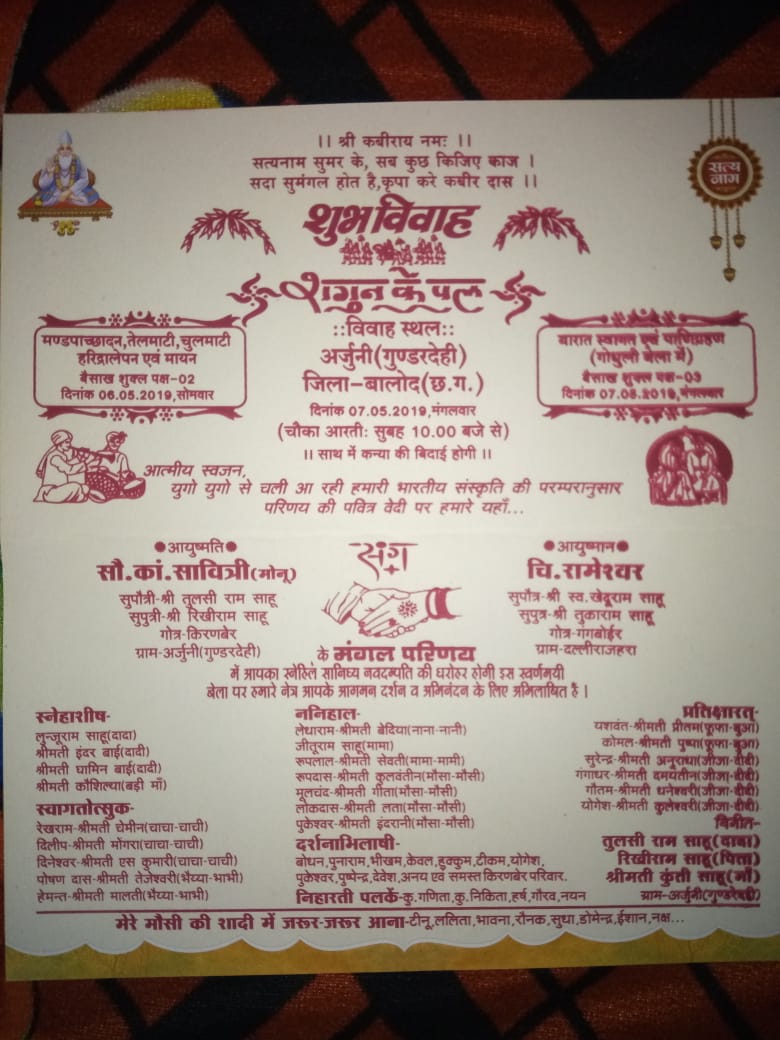 ।। श्री कबीराय नमः ।।
सत्यनाम सुमर के, सब कुछ किजिए काज ।
सदा सुमंगल होत है,कृपा करे कबीर दास ।।
सत्य
नाम
शुभ विवाह
शगुन के पल
मण्डपाच्छादन,तेलमाटी,चुलमाटी
हरिद्रालेपन एवं मायन
बैसाख शुक्ल पक्ष-02
दिनांक 06.05.2019,सोमवार
::विवाह स्थल::
अर्जुनी(गुण्डरदेही)
जिला-बालोद(छ.ग.)
दिनांक 07.05.2019,मंगलवार
(चौका आरतीः सुबह 10.00 बजे से)
।। साथ में कन्या की बिदाई होगी ।।
बारात स्वागत एवं पाणिग्रहण
(गोधुली बेला में)
बैसाख शुक्ल पक्ष-03
दिनांक 07.05.2019,मंगलवार
आत्मीय स्वजन,
युगो युगो से चली आ रही हमारी भारतीय संस्कृति की परम्परानुसार
परिणय की पवित्र वेदी पर हमारे यहाँ...
●आयुष्मति●
सौ.कां.सावित्री(मोनू)
सुपौत्री-श्री तुलसी राम साहू
सुपुत्री-श्री रिखीराम साहू
गोत्र-किरणबेर
ग्राम-अर्जुनी(गुण्डरदेही)
संग
●आयुष्मान●
चि.रामेश्वर
सुपौत्र-श्री स्व.खेदूराम साहू
सुपुत्र-श्री तुकाराम साहू
गोत्र-गंगबोईर
ग्राम-दल्लीराजहरा
के मंगल परिणय
में आपका स्नेहिल सानिध्य नवदम्पति की धरोहर होगी इस स्वर्णमयी
बेला पर हमारे नेत्र आपके आगमन दर्शन व अभिनंदन के लिए अभिलाषित हैं।
स्नेहाशीष-
लुन्जूराम साहू(दादा)
श्रीमती इंदर बाई(दादी)
श्रीमती घामिन बाई(दादी)
श्रीमती कौशिल्या(बड़ी माँ)
स्वागतोत्सुक-
रेखराम-श्रीमती चेमीन(चाचा-चाची)
दिलीप-श्रीमती मोंगरा(चाचा-चाची)
दिनेश्वर-श्रीमती एस कुमारी(चाचा-चाची)
पोषण दास-श्रीमती तेजेश्वरी(भैय्या-भाभी)
हेमन्त-श्रीमती मालती(भैय्या-भाभी)
ननिहाल-
लेधाराम-श्रीमती बेदिया(नाना-नानी)
जीतूराम साहू(मामा)
रूपलाल-श्रीमती सेवती(मामा-मामी)
रूपदास-श्रीमती कुलवंतीन(मौसा-मौसी)
मूलचंद-श्रीमती गीता(मौसा-मौसी)
लोकदास-श्रीमती लता(मौसा-मौसी)
पुकेश्वर-श्रीमती इंदरानी(मौसा-मौसी)
दर्शनाभिलाषी-
बोधन,पुनाराम,भीखम,केवल,हुक्कुम,टीकम,योगेश,
पुकेश्वर,पुष्पेन्द्र,देवेश,अनय एवं समस्त किरणबेर परिवार.
निहारती पलकें-कु.गणिता,कु.निकिता,हर्ष,गौरव,नयन
प्रतिक्षारत्-
यशवंत-श्रीमती प्रीतम(फूफा-बुआ)
कोमल-श्रीमती पुष्पा(फूफा-बुआ)
सुरेन्द्र-श्रीमती अनुराधा(जीजा-दीदी)
गंगाधर-श्रीमती दमयंतीन(जीजा-दीदी)
गौतम-श्रीमती धनेश्वरी(जीजा-दीदी)
योगेश-श्रीमती कुलेश्वरी(जीजा-दीदी)
विनीत-
तुलसी राम साहू(दादा)
रिखीराम साहू(पिता)
श्रीमती कुंती साहू(माँ)
ग्राम-अर्जुनी(गुण्डरदेही)
मेरे मौसी की शादी में जरूर-जरूर आना-टीनू,ललिता,भावना,रौनक,सुधा,डोमेन्द्र,ईशान,नक्ष...